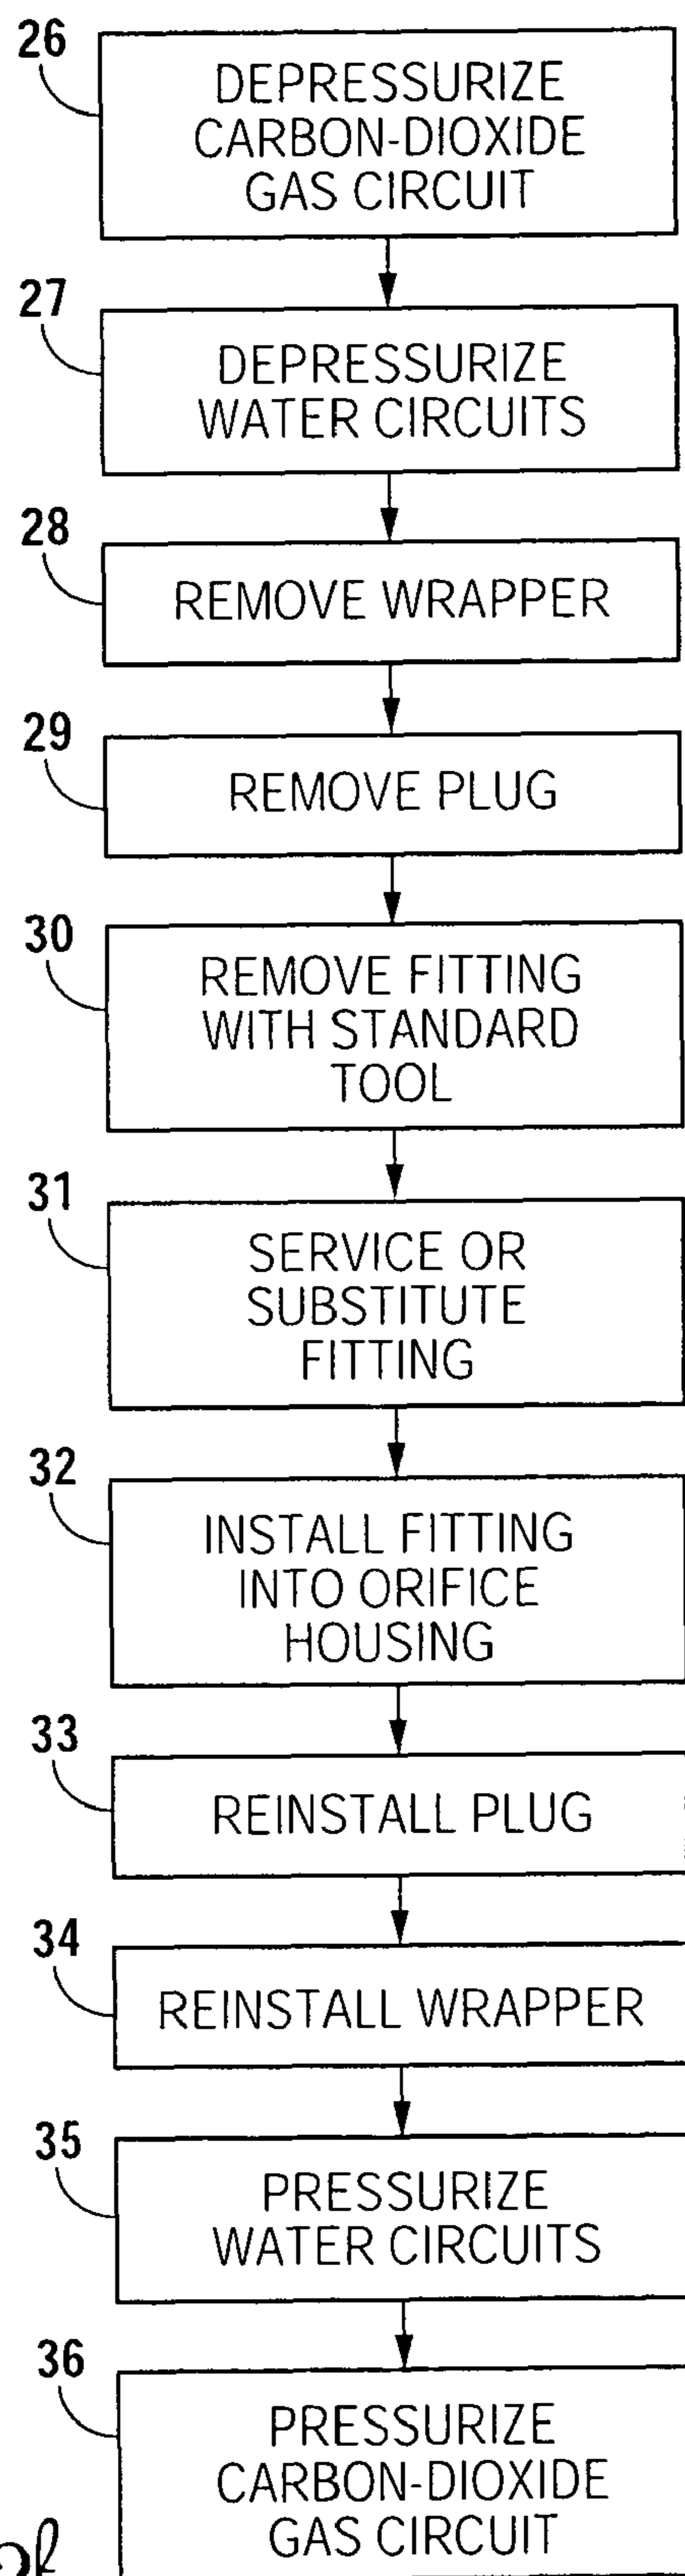 26
DEPRESSURIZE
CARBON-DIOXIDE
GAS CIRCUIT
27
DEPRESSURIZE
WATER CIRCUITS
28
REMOVE WRAPPER
29
REMOVE PLUG
30
REMOVE FITTING
WITH STANDARD
TOOL
31
SERVICE OR
SUBSTITUTE
FITTING
32
INSTALL FITTING
INTO ORIFICE
HOUSING
33
REINSTALL PLUG
34
REINSTALL WRAPPER
35
PRESSURIZE
WATER CIRCUITS
36
PRESSURIZE
CARBON-DIOXIDE
GAS CIRCUIT